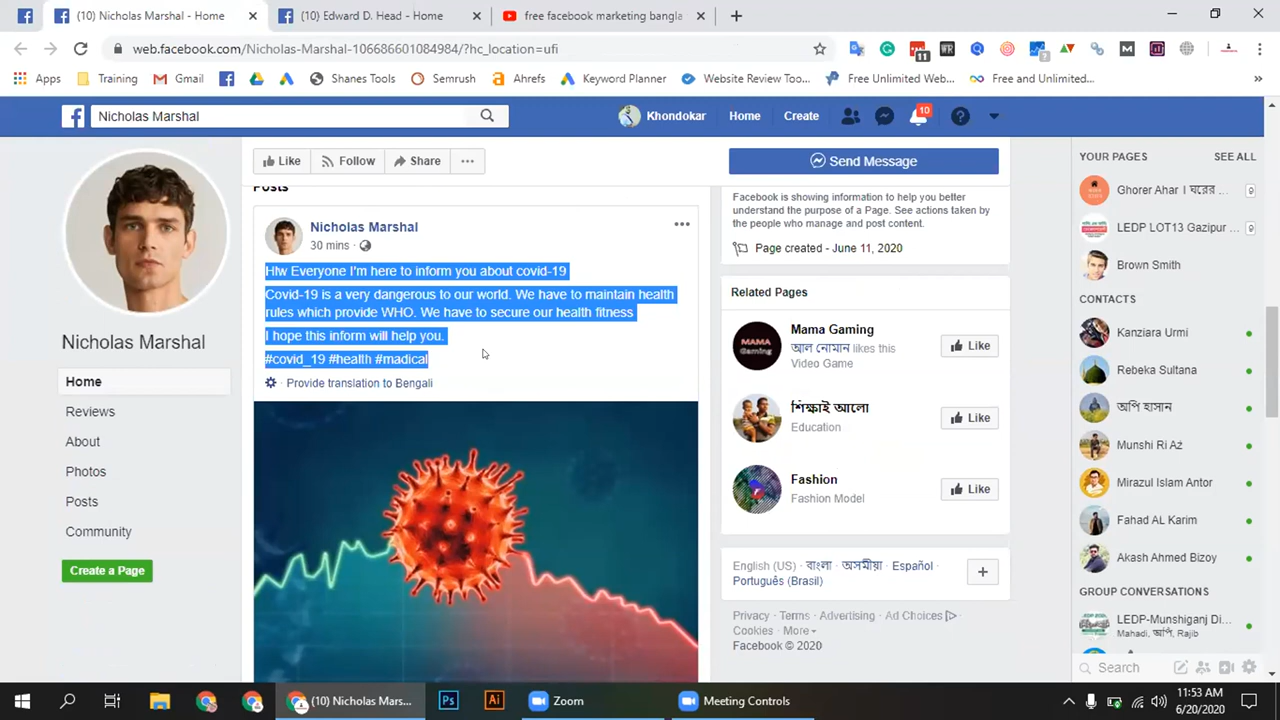 (10) Nicholas Marshal - Home
(10) Edward D. Head - Home
free facebook marketing bangla
web.facebook.com/Nicholas-Marshal-106686601084984/?hc_location=ufi
11
7
Apps
Training
Gmail
Shanes Tools
Semrush
Ahrefs
Keyword Planner
Website Review Too...
Free Unlimited Web...
Free and Unlimited...
Nicholas Marshal
Khondokar
Home
Create
10
Like
Follow
Share
Send Message
Nicholas Marshal
Home
Reviews
About
Photos
Posts
Community
Create a Page
Posts
Nicholas Marshal
30 mins
H!w Everyone I'm here to inform you about covid-19
Covid-19 is a very dangerous to our world. We have to maintain health
rules which provide WHO. We have to secure our health fitness
I hope this inform will help you.
#covid_19 #health #madical
Provide translation to Bengali
Facebook is showing information to help you better
understand the purpose of a Page. See actions taken by
the people who manage and post content.
Page created - June 11, 2020
Related Pages
Mama Gaming
আল নোমান likes this
Video Game
Like
শিক্ষাই আলো
Education
Like
Fashion
Fashion Model
Like
English (US) · বাংলা · অসমীয়া · Español ·
Português (Brasil)
Privacy · Terms · Advertising · Ad Choices
Cookies · More
Facebook © 2020
YOUR PAGES
SEE ALL
Ghorer Ahar । ঘরের ...
9
LEDP LOT13 Gazipur ...
9
Brown Smith
CONTACTS
Kanziara Urmi
Rebeka Sultana
অপি হাসান
Munshi Ri Az
Mirazul Islam Antor
Fahad AL Karim
Akash Ahmed Bizoy
GROUP CONVERSATIONS
LEDP-Munshiganj Di...
Mahadi, অপি, Rajib
Search
(10) Nicholas Mars...
Ps
Ai
Zoom
Meeting Controls
11:53 AM
6/20/2020